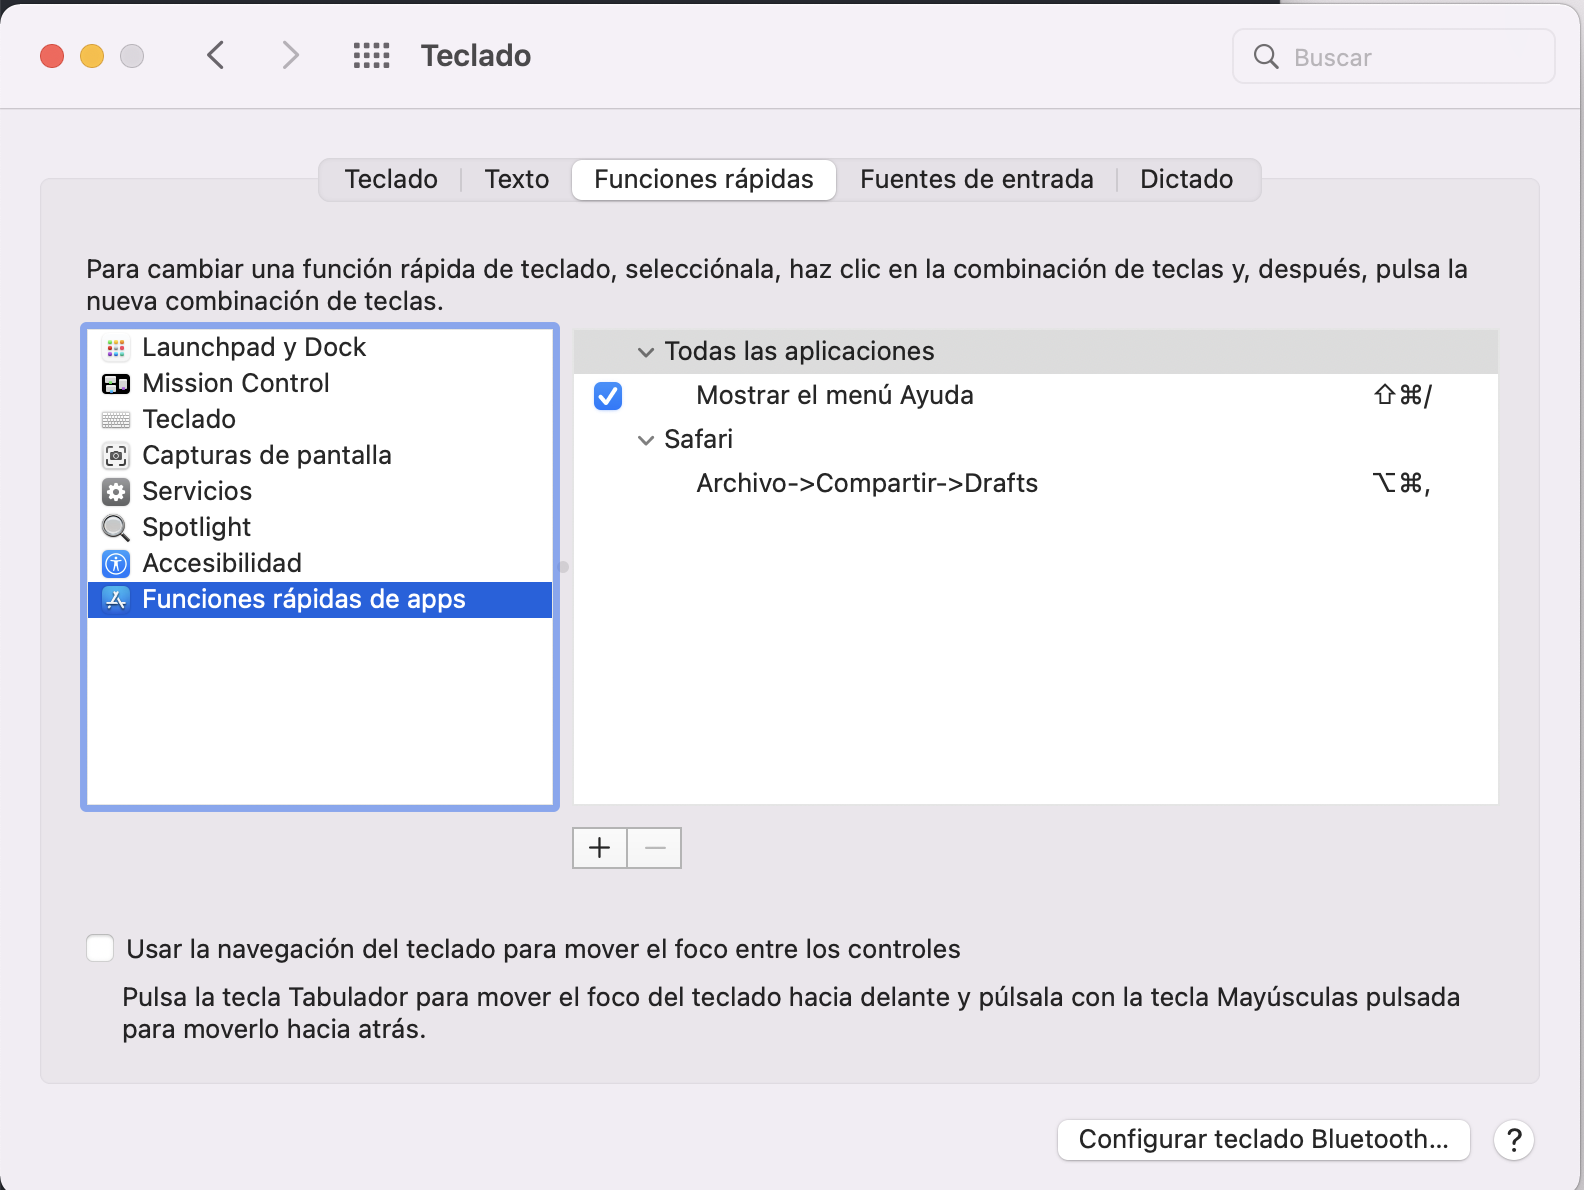 Teclado
Buscar
Teclado
Texto
Funciones rápidas
Fuentes de entrada
Dictado
Para cambiar una función rápida de teclado, selecciónala, haz clic en la combinación de teclas y, después, pulsa la
nueva combinación de teclas.
Launchpad y Dock
Mission Control
Teclado
Capturas de pantalla
Servicios
Spotlight
Accesibilidad
Funciones rápidas de apps
Todas las aplicaciones
Mostrar el menú Ayuda ⇧⌘/
Safari
Archivo->Compartir->Drafts ⌥⌘,
Usar la navegación del teclado para mover el foco entre los controles
Pulsa la tecla Tabulador para mover el foco del teclado hacia delante y púlsala con la tecla Mayúsculas pulsada
para moverlo hacia atrás.
Configurar teclado Bluetooth...
?